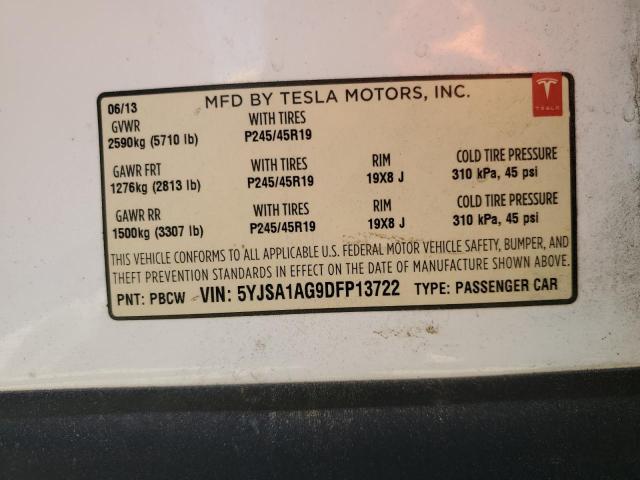 06/13 MFD BY TESLA MOTORS, INC. TESLA
GVWR WITH TIRES
2590kg (5710 lb) P245/45R19
GAWR FRT WITH TIRES RIM COLD TIRE PRESSURE
1276kg (2813 lb) P245/45R19 19X8 J 310 kPa, 45 psi
GAWR RR WITH TIRES RIM COLD TIRE PRESSURE
1500kg (3307 lb) P245/45R19 19X8 J 310 kPa, 45 psi
THIS VEHICLE CONFORMS TO ALL APPLICABLE U.S. FEDERAL MOTOR VEHICLE SAFETY, BUMPER, AND
THEFT PREVENTION STANDARDS IN EFFECT ON THE DATE OF MANUFACTURE SHOWN ABOVE.
PNT: PBCW VIN: 5YJSA1AG9DFP13722 TYPE: PASSENGER CAR